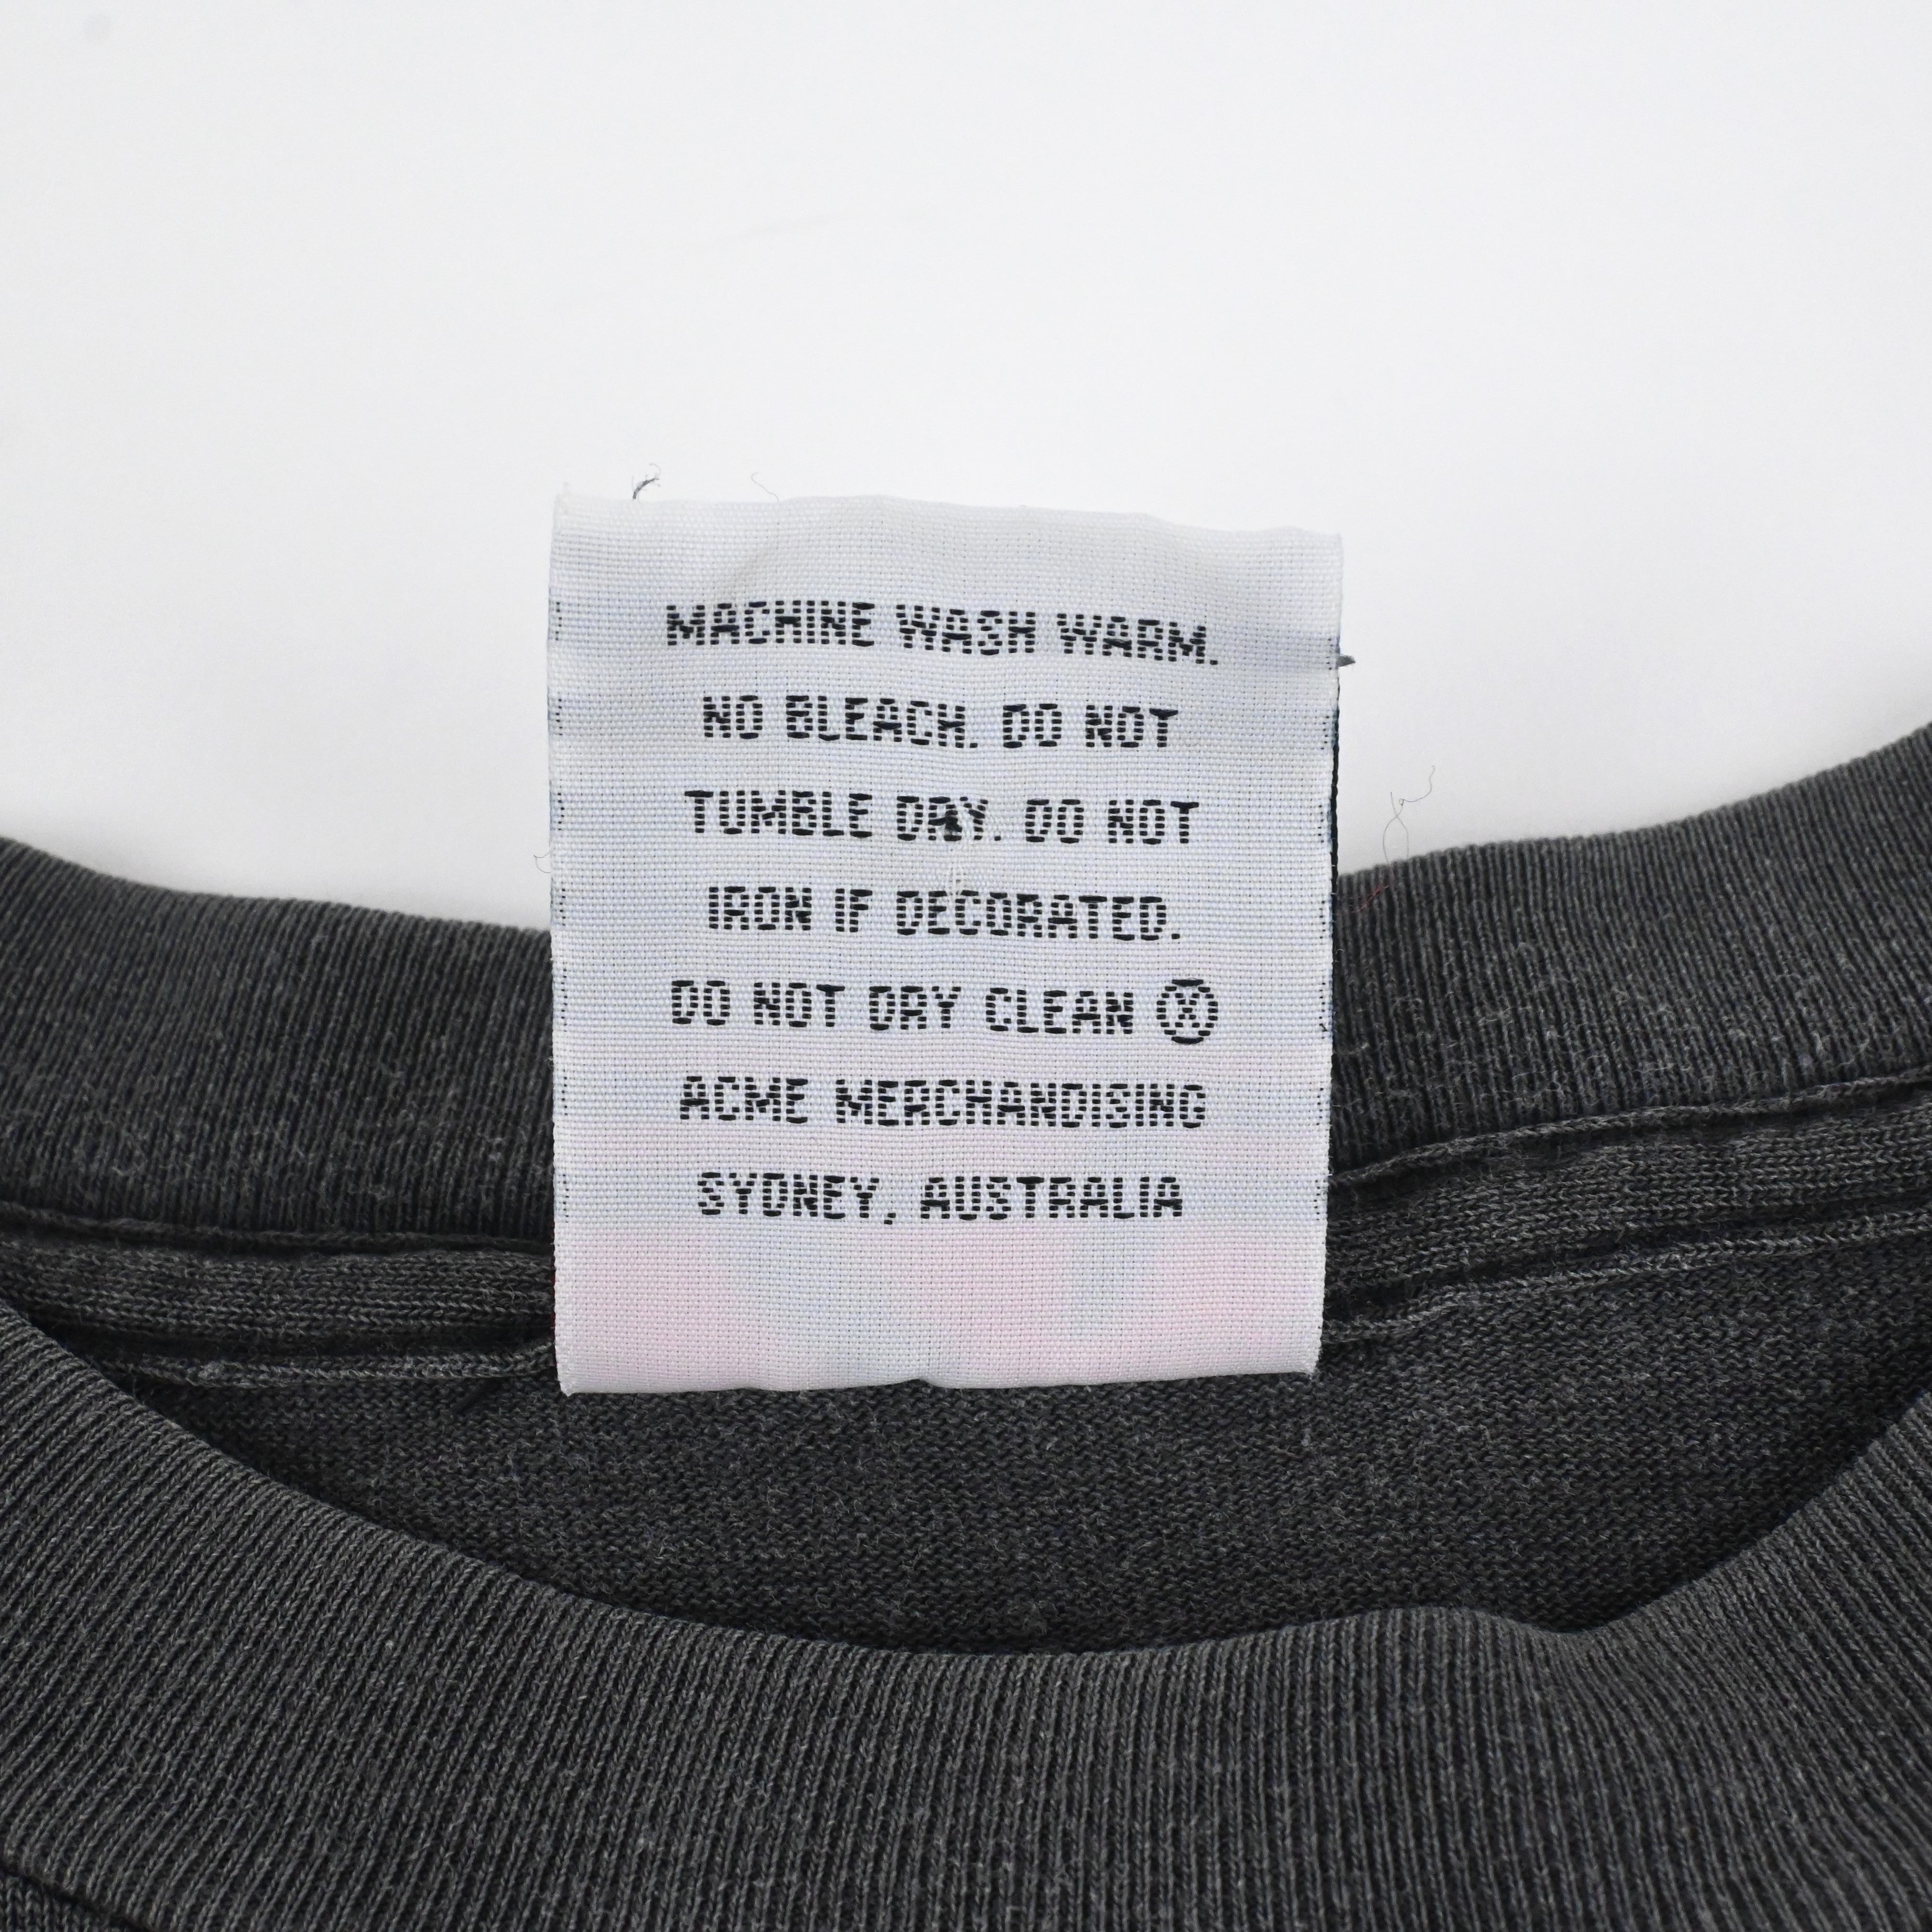 MACHINE WASH WARM.
NO BLEACH. DO NOT
TUMBLE DRY. DO NOT
IRON IF DECORATED.
DO NOT DRY CLEAN Ⓧ
ACME MERCHANDISING
SYDNEY, AUSTRALIA